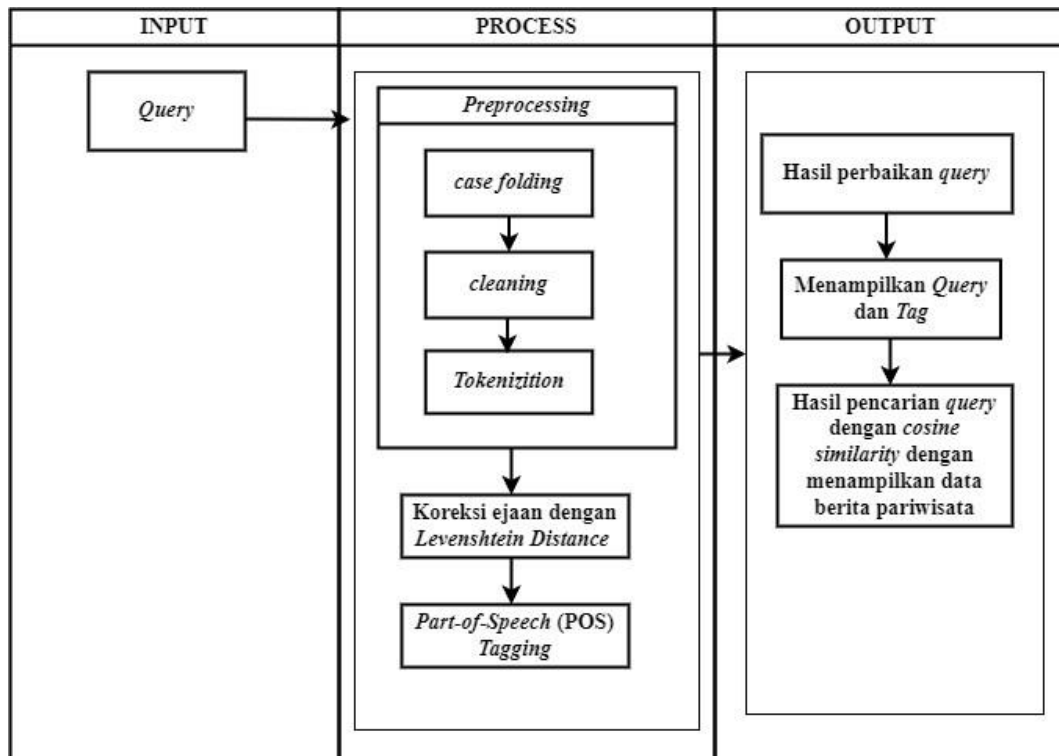 INPUT
PROCESS
OUTPUT
Query
Preprocessing
case folding
cleaning
Tokenizition
Koreksi ejaan dengan
Levenshtein Distance
Part-of-Speech (POS)
Tagging
Hasil perbaikan query
Menampilkan Query
dan Tag
Hasil pencarian query
dengan cosine
similarity dengan
menampilkan data
berita pariwisata